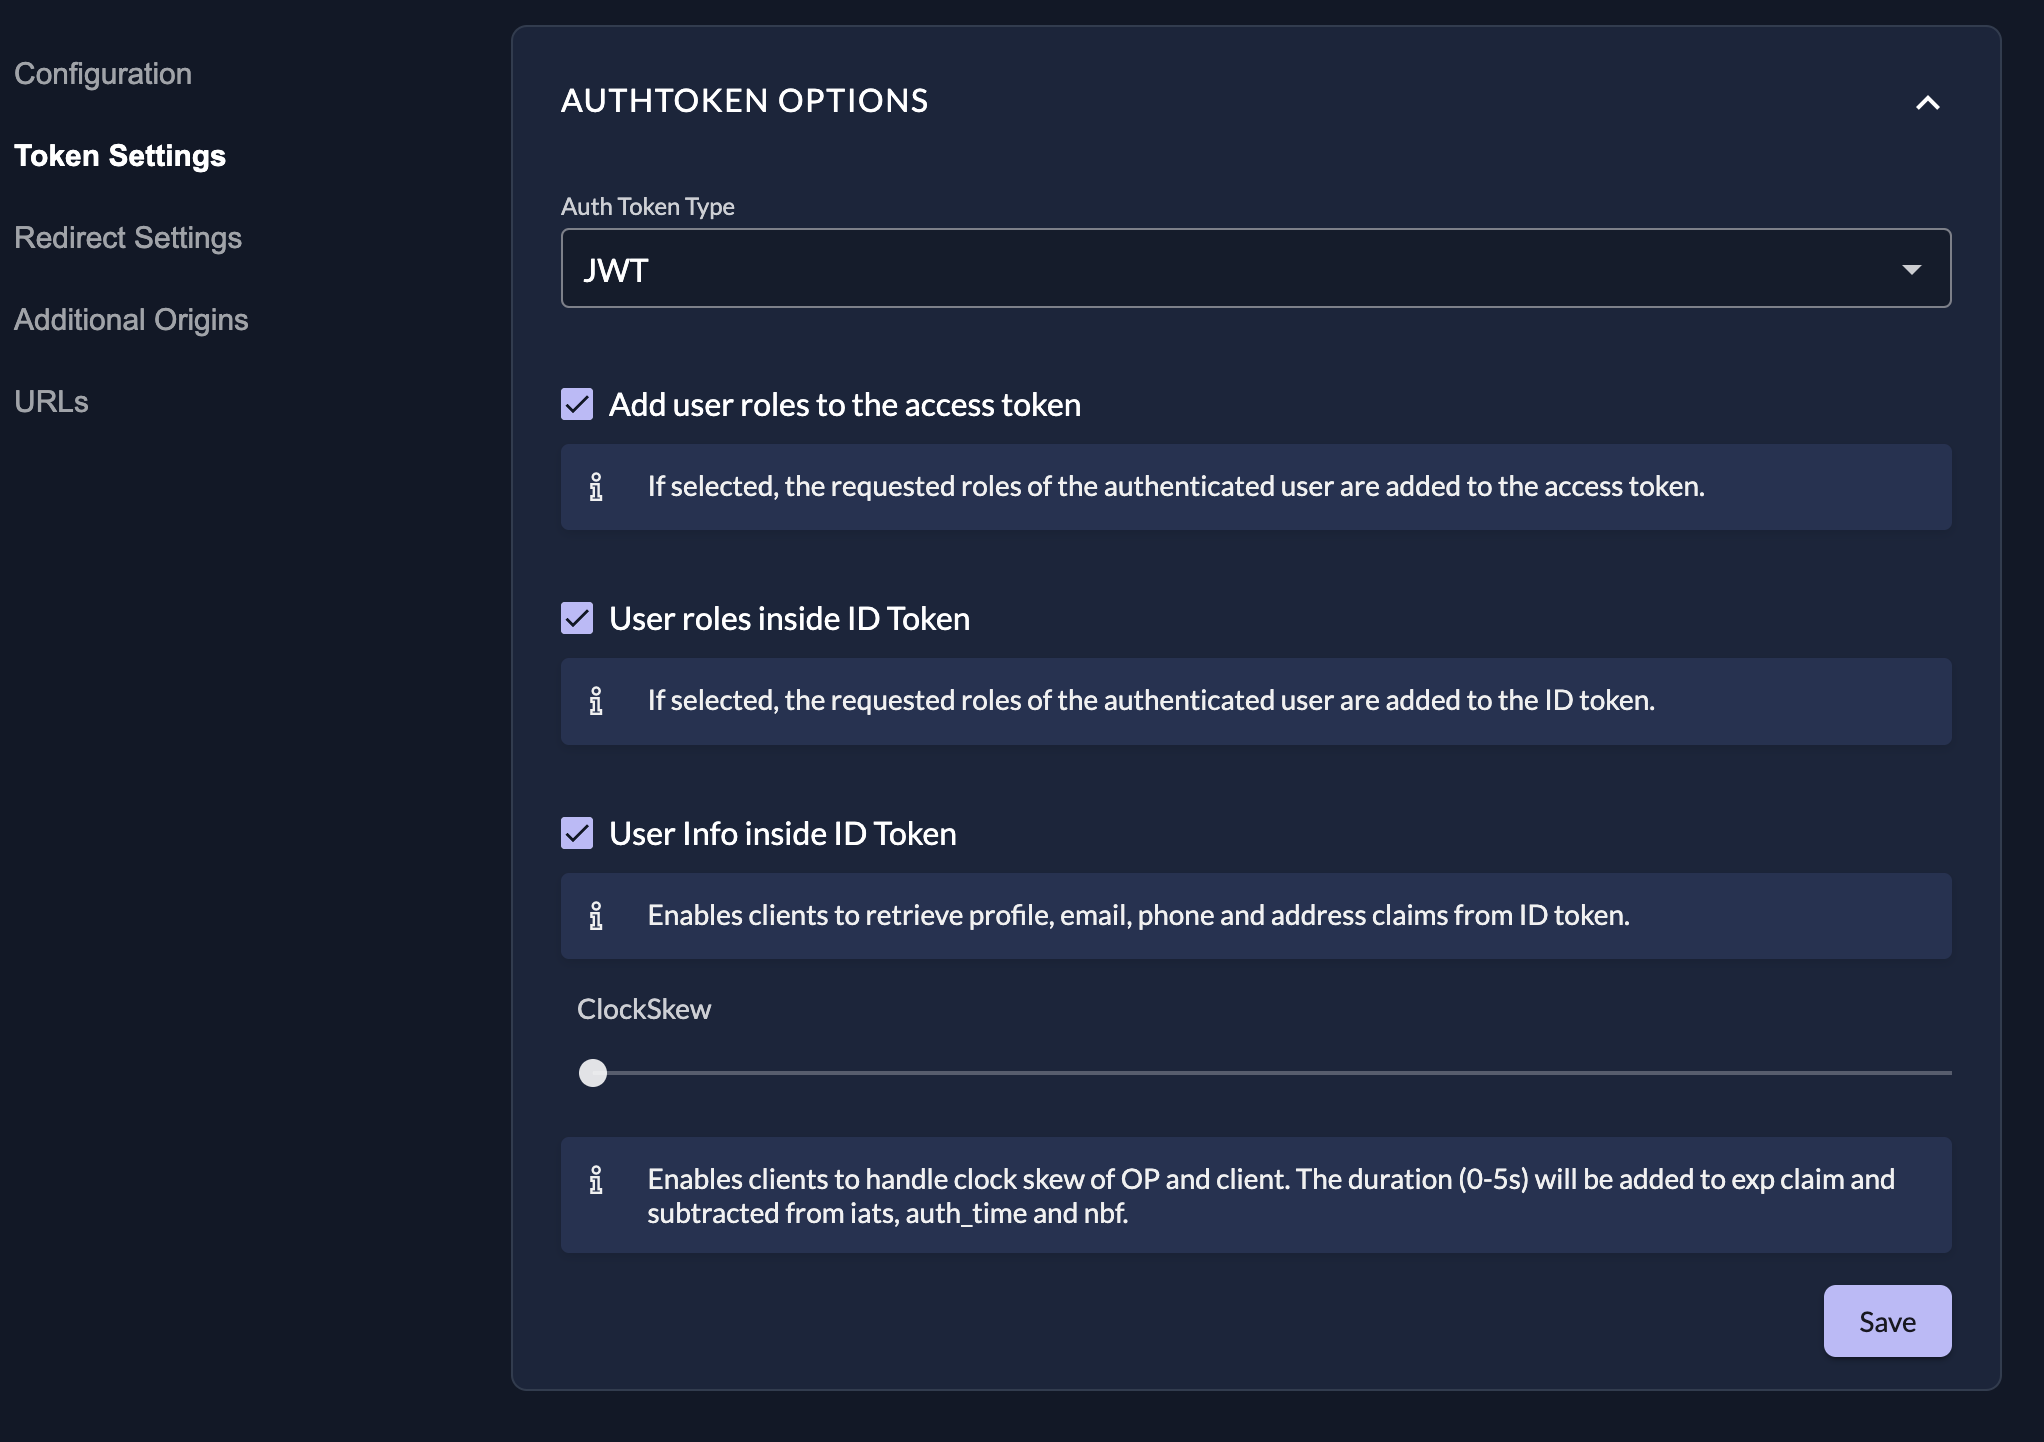 Configuration
Token Settings
Redirect Settings
Additional Origins
URLs
AUTHTOKEN OPTIONS
Auth Token Type
JWT
Add user roles to the access token
If selected, the requested roles of the authenticated user are added to the access token.
User roles inside ID Token
If selected, the requested roles of the authenticated user are added to the ID token.
User Info inside ID Token
Enables clients to retrieve profile, email, phone and address claims from ID token.
ClockSkew
Enables clients to handle clock skew of OP and client. The duration (0-5s) will be added to exp claim and
subtracted from iats, auth_time and nbf.
Save